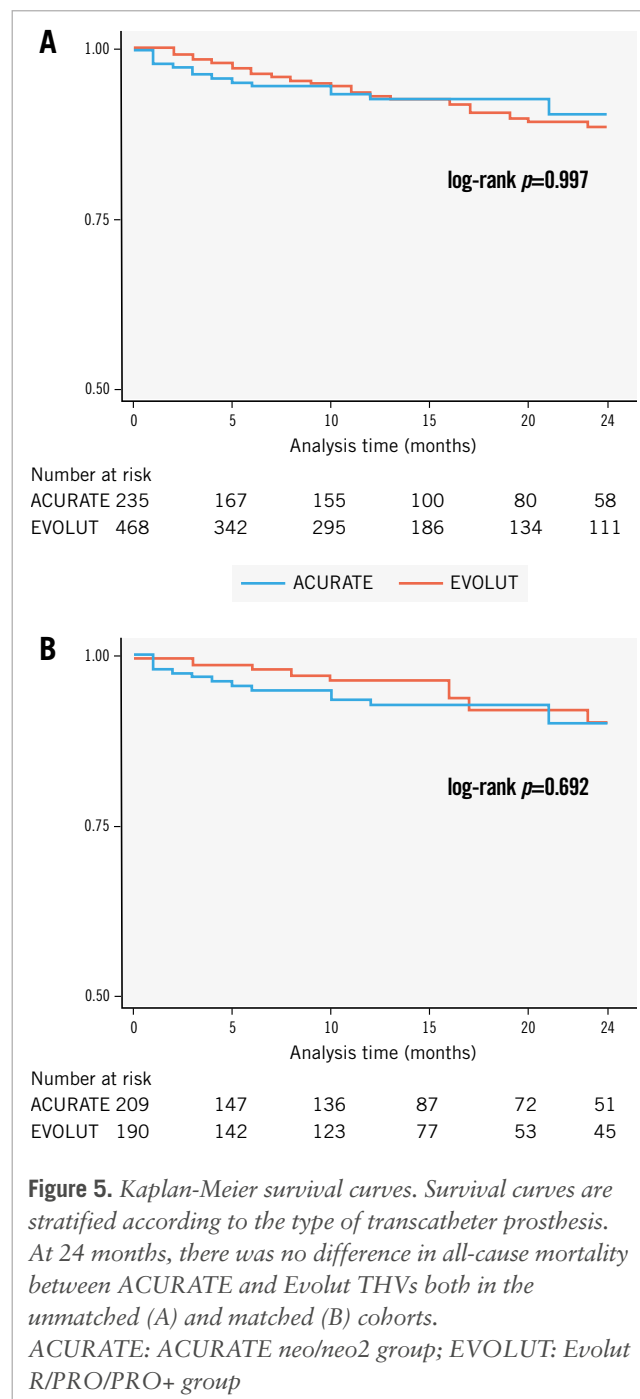 A
1.00
0.75
0.50
log-rank p=0.997
0 5 10 15 20 24
Analysis time (months)
Number at risk
ACURATE 235 167 155 100 80 58
EVOLUT 468 342 295 186 134 111
ACURATE EVOLUT
B
1.00
0.75
0.50
log-rank p=0.692
0 5 10 15 20 24
Analysis time (months)
Number at risk
ACURATE 209 147 136 87 72 51
EVOLUT 190 142 123 77 53 45
Figure 5. Kaplan-Meier survival curves. Survival curves are
stratified according to the type of transcatheter prosthesis.
At 24 months, there was no difference in all-cause mortality
between ACURATE and Evolut THVs both in the
unmatched (A) and matched (B) cohorts.
ACURATE: ACURATE neo/neo2 group; EVOLUT: Evolut
R/PRO/PRO+ group